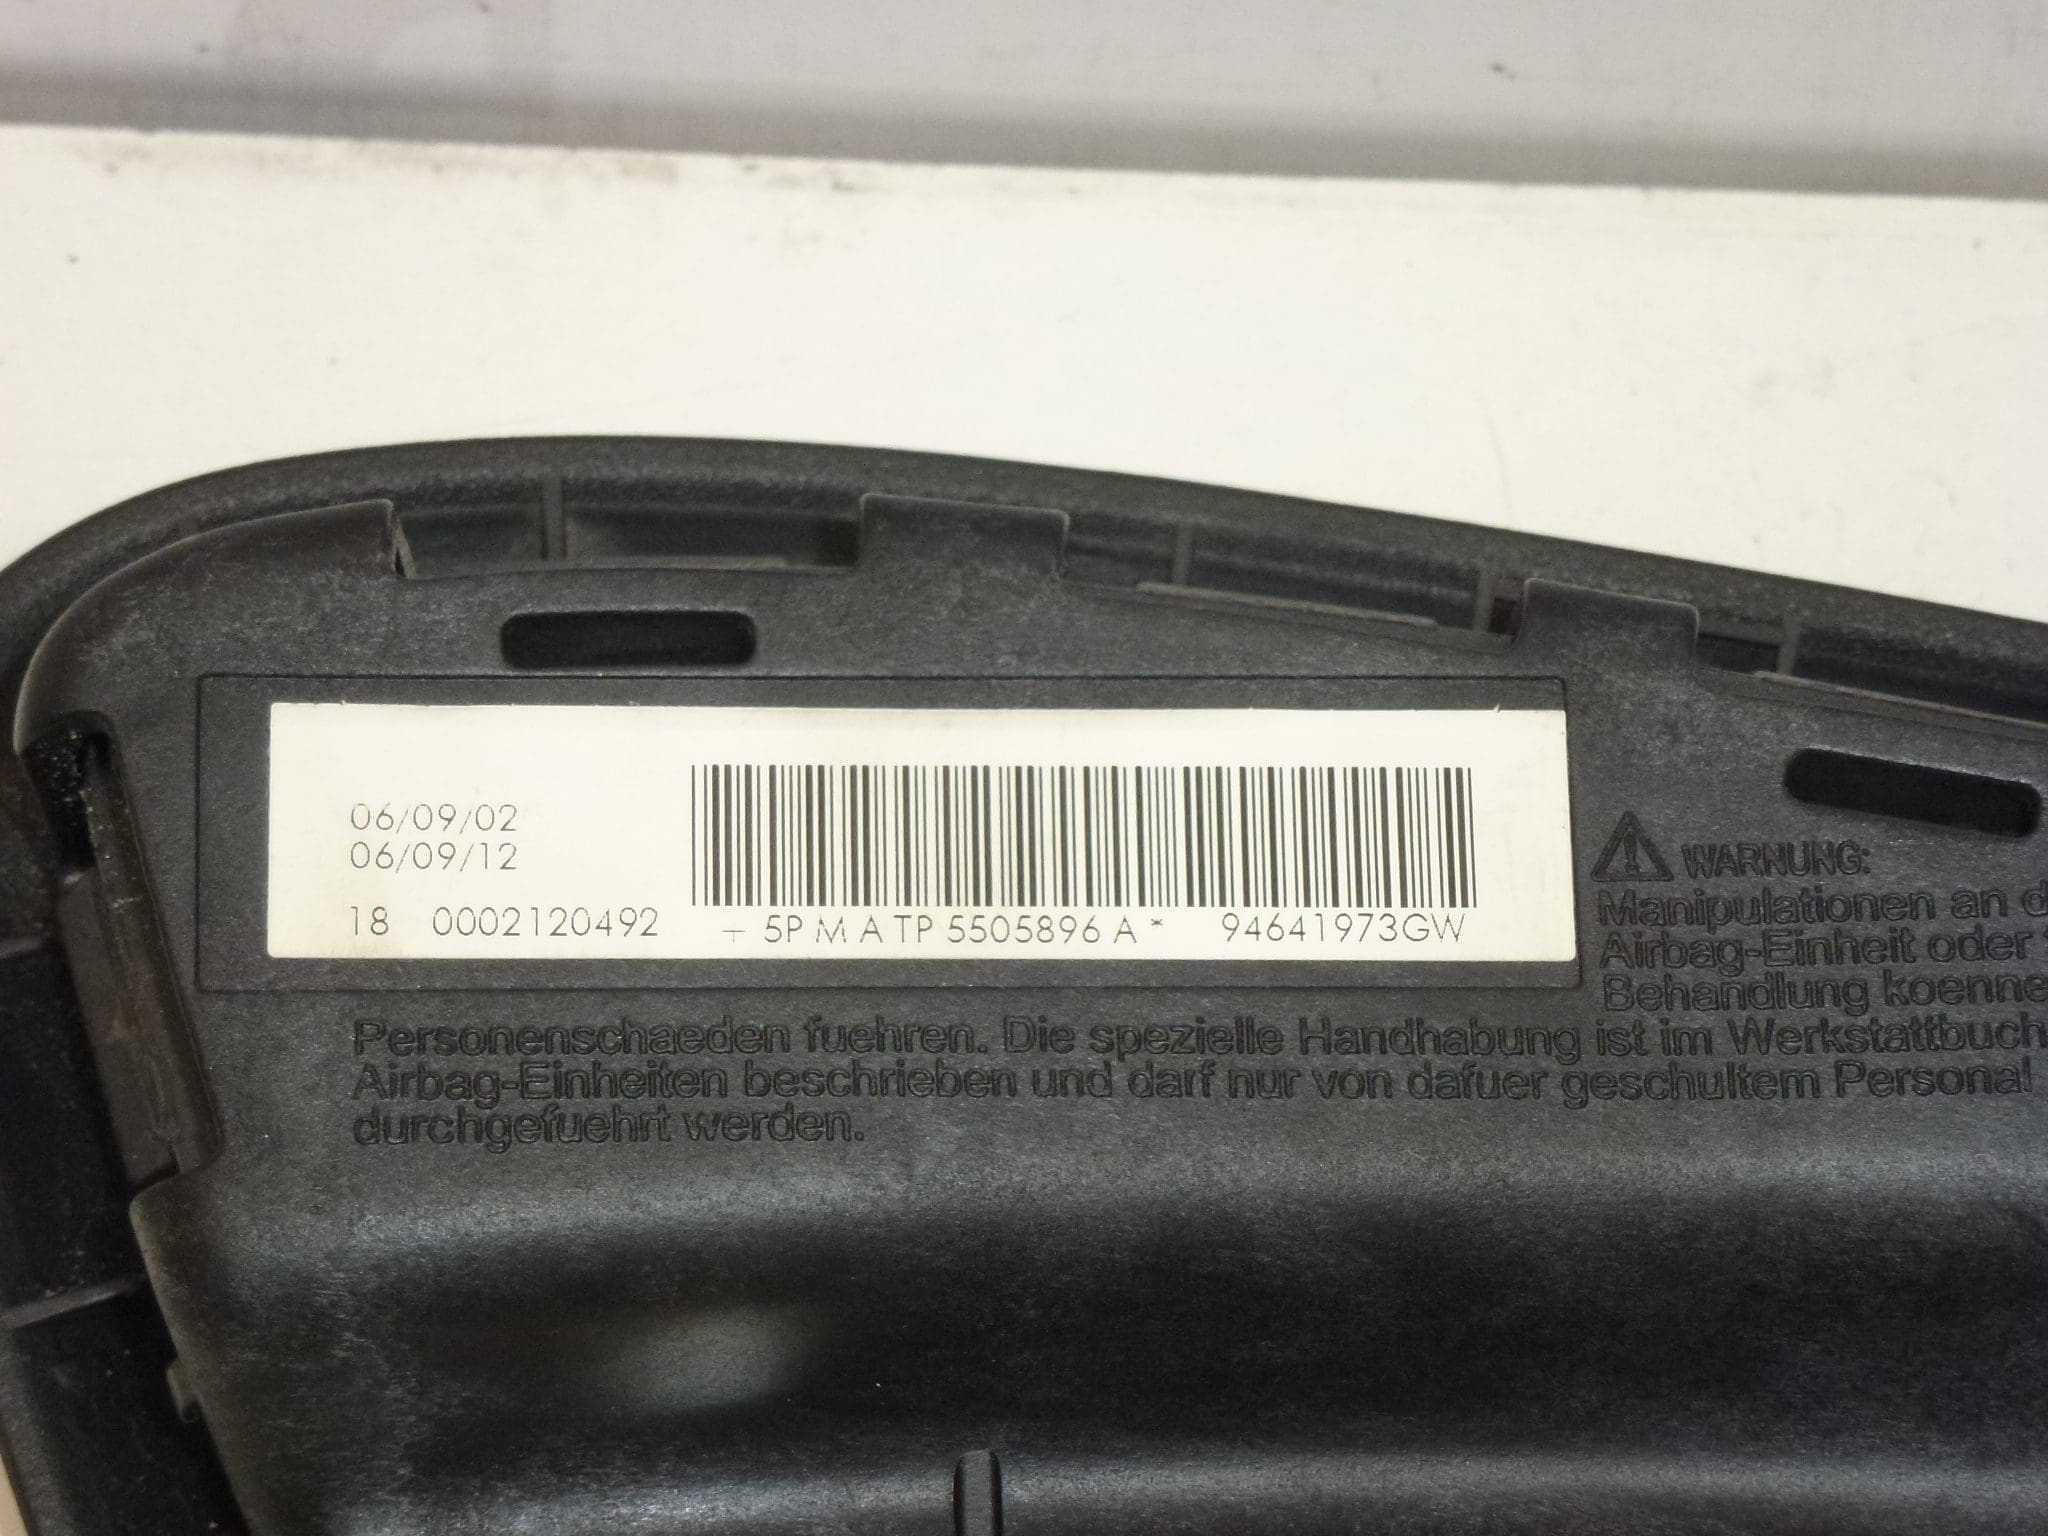 06/09/02
06/09/12
18 0002120492 + 5P M A TP 5505896 A * 94641973GW
WARNUNG:
Manipulationen an
Airbag-Einheit oder
Behandlung koenne
Personenschaeden fuehren. Die spezielle Handhabung ist im Werkstattbuch
Airbag-Einheiten beschrieben und darf nur von dafuer geschultem Personal
durchgefuehrt werden.